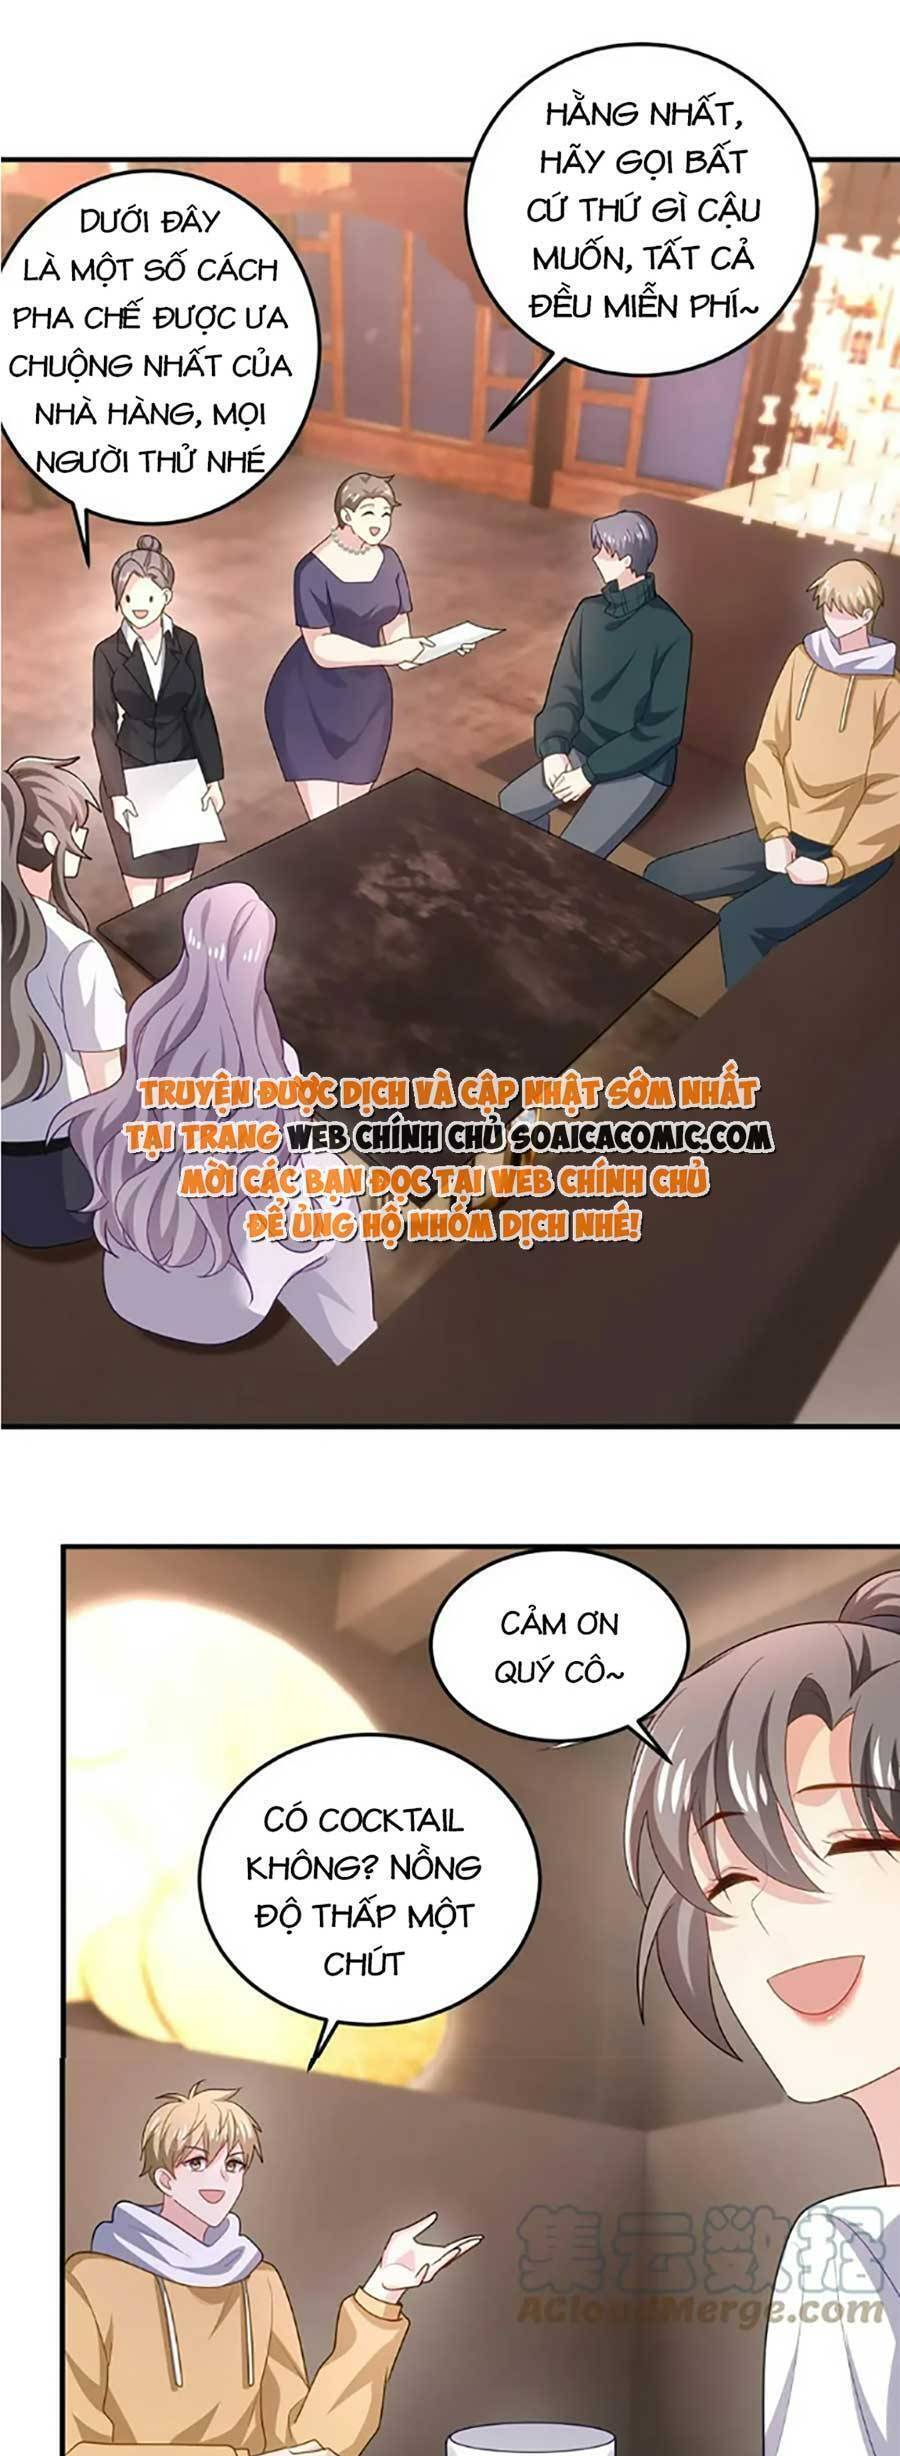 HẰNG NHẤT,
HÃY GỌI BẤT
CỨ THỨ GÌ CẬU
MUỐN, TẤT CẢ
ĐỀU MIỄN PHÍ~
DƯỚI ĐÂY
LÀ MỘT SỐ CÁCH
PHA CHẾ ĐƯỢC ƯA
CHUỘNG NHẤT CỦA
NHÀ HÀNG, MỌI
NGƯỜI THỬ NHÉ
TRUYỆN ĐƯỢC DỊCH VÀ CẬP NHẬT SỚM NHẤT
TẠI TRANG WEB CHÍNH CHỦ SOAICACOMIC.COM
MỜI CÁC BẠN ĐỌC TẠI WEB CHÍNH CHỦ
ĐỂ ỦNG HỘ NHÓM DỊCH NHÉ!
CẢM ƠN
QUÝ CÔ~
CÓ COCKTAIL
KHÔNG? NỒNG
ĐỘ THẤP MỘT
CHÚT
集云数据
ACloudMerge.com